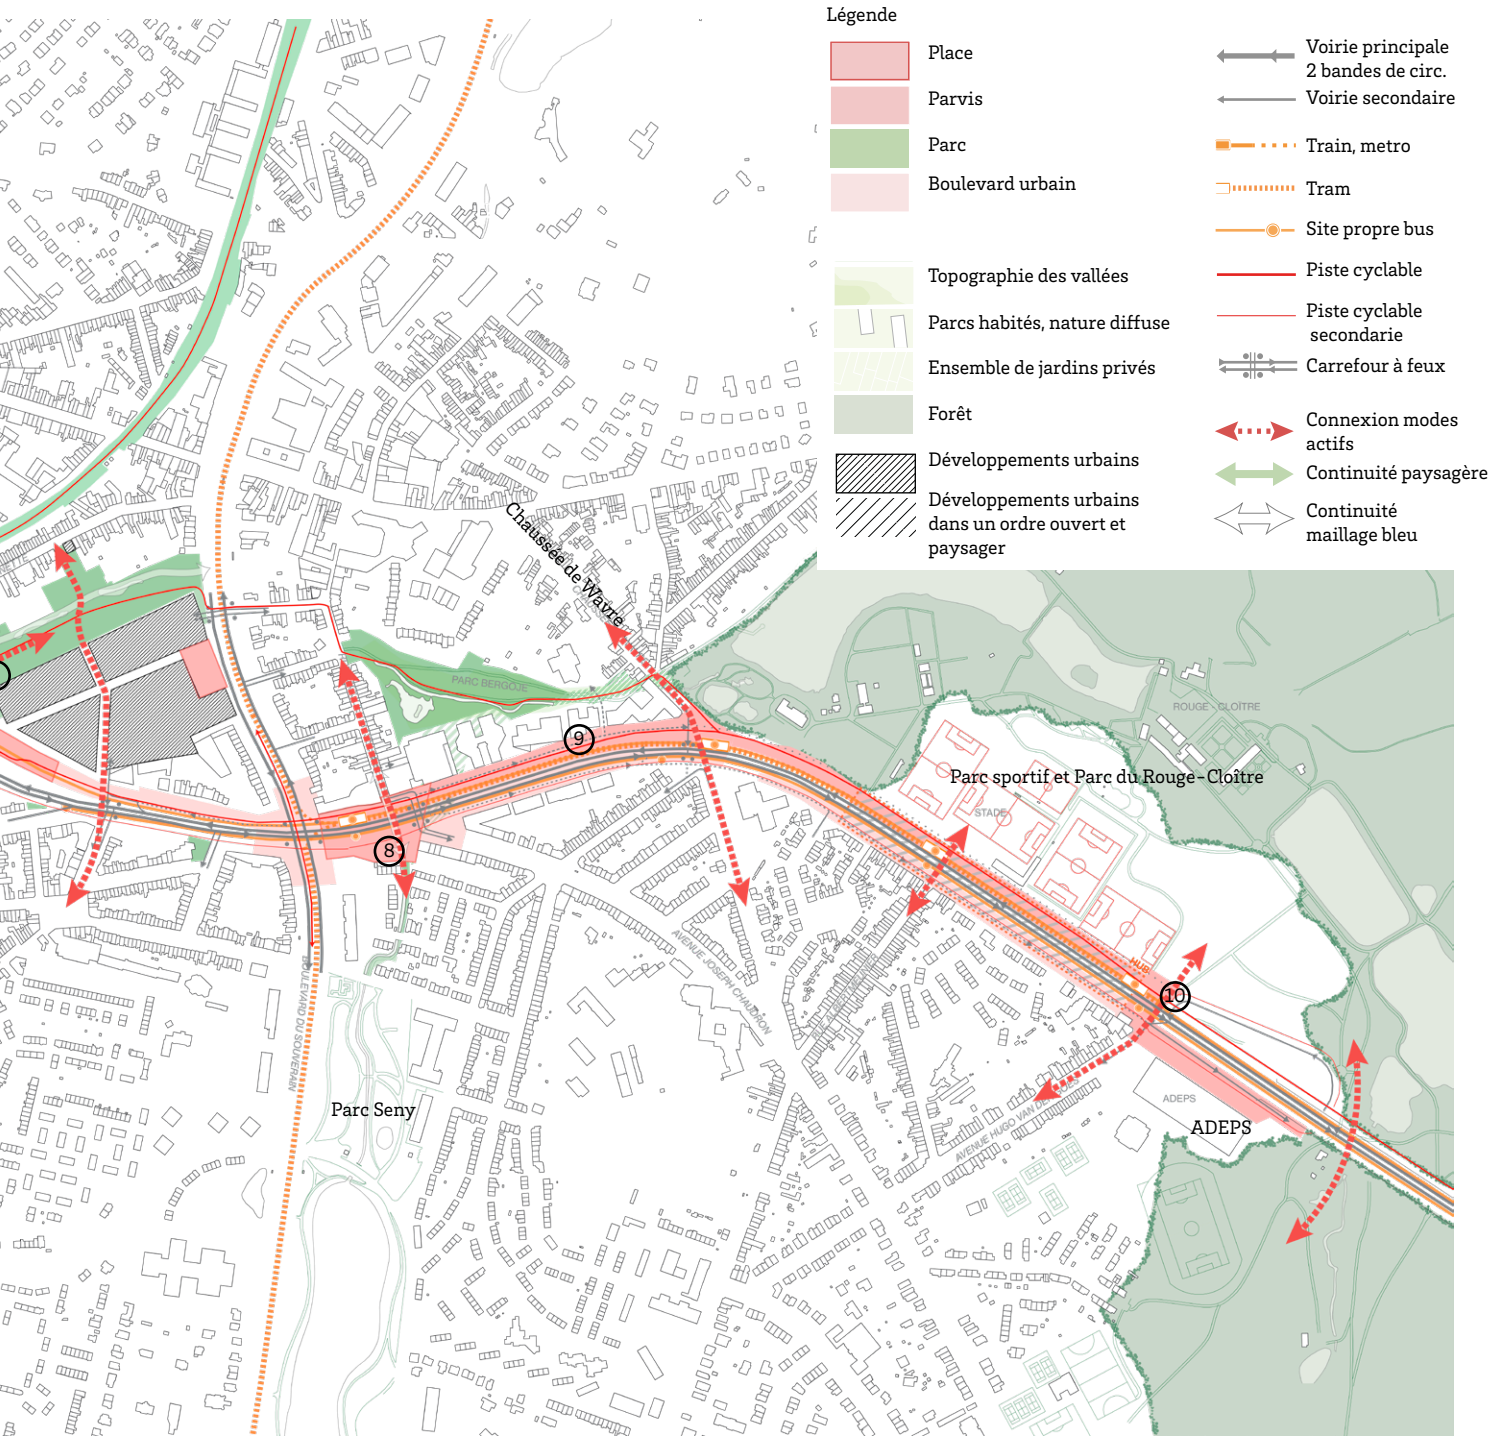 Légende
Place
Parvis
Parc
Boulevard urbain
Topographie des vallées
Parcs habités, nature diffuse
Ensemble de jardins privés
Forêt
Développements urbains
Développements urbains
dans un ordre ouvert et
paysager
Voirie principale
2 bandes de circ.
Voirie secondaire
Train, metro
Tram
Site propre bus
Piste cyclable
Piste cyclable
secondarie
Carrefour à feux
Connexion modes
actifs
Continuité paysagère
Continuité
maillage bleu
Chaussée de Wavre
PARC BERGOJE
ROUGE - CLOÎTRE
9
Parc sportif et Parc du Rouge-Cloître
STADE
8
AVENUE JOSEPH CHAUDRON
HUB
10
BOULEVARD DU SOUVERAIN
Parc Seny
ADEPS
ADEPS